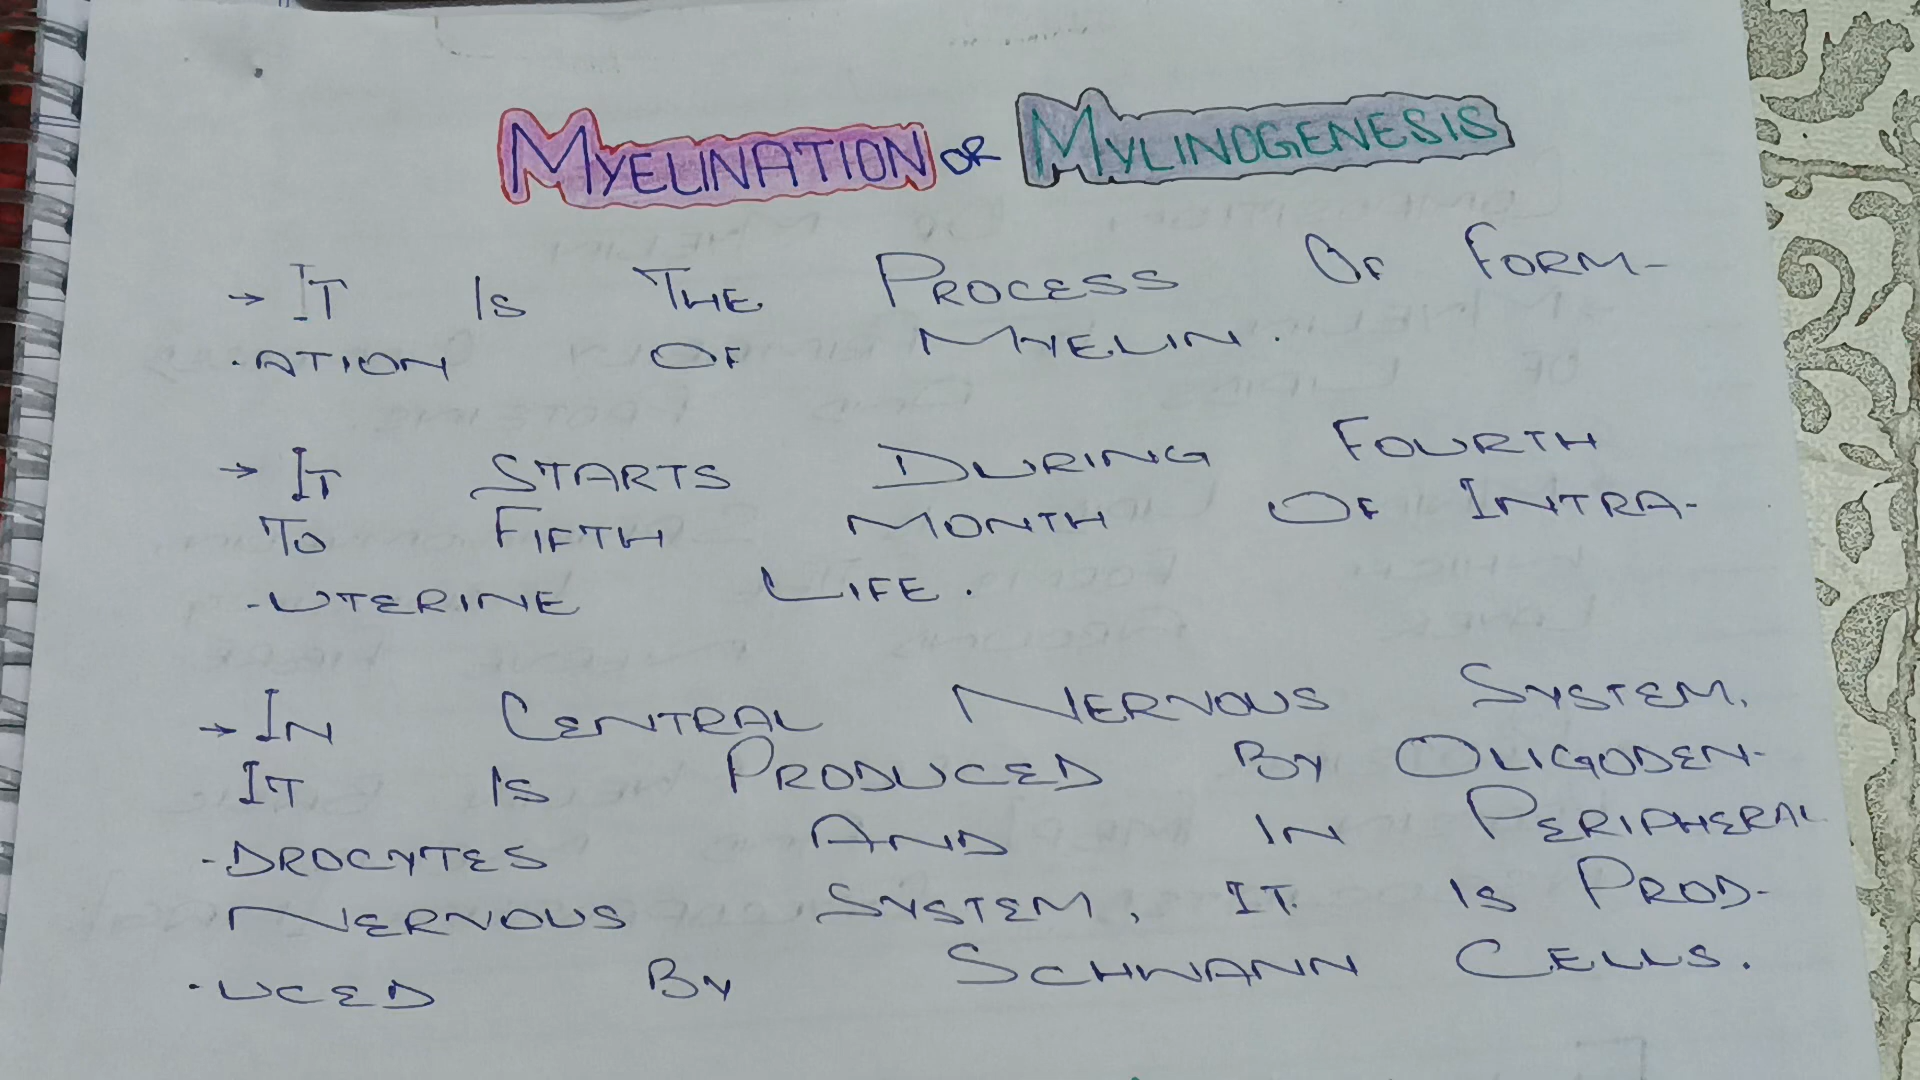 MYELINATION OR MYLINOGENESIS
→ IT IS THE PROCESS OF FORM-
-ATION OF MYELIN.
→ IT STARTS DURING FOURTH
TO FIFTH MONTH OF INTRA-
-UTERINE LIFE.
→ IN CENTRAL NERVOUS SYSTEM,
IT IS PRODUCED BY OLIGODEN-
-DROCYTES AND IN PERIPHERAL
NERVOUS SYSTEM, IT IS PROD-
-UCED BY SCHWANN CELLS.